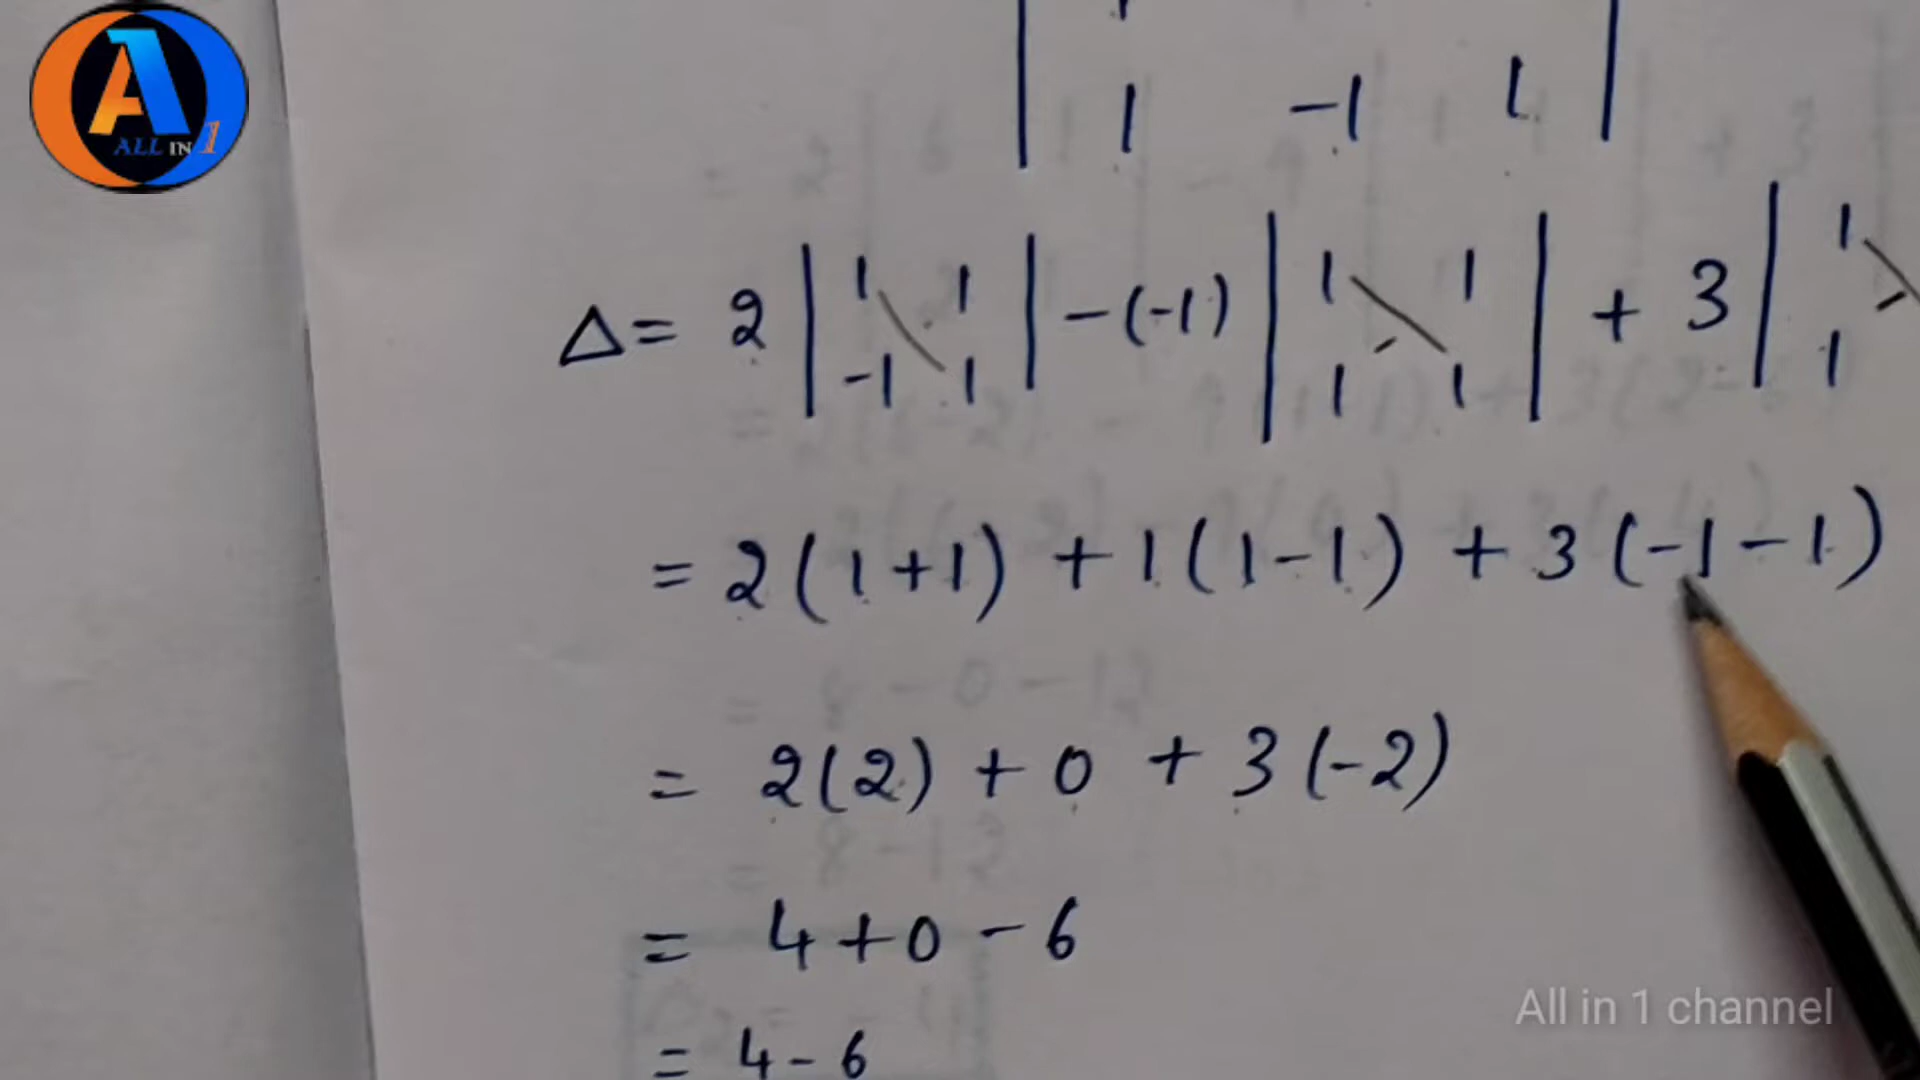 ALL IN 1
1 -1 1
Δ= 2 | 1 1 | -(-1) | 1 1 | + 3 | 1
-1 1 1 1 1
= 2(1+1) + 1(1-1) + 3(-1-1)
= 2(2) + 0 + 3(-2)
= 4+0-6
= 4-6
All in 1 channel